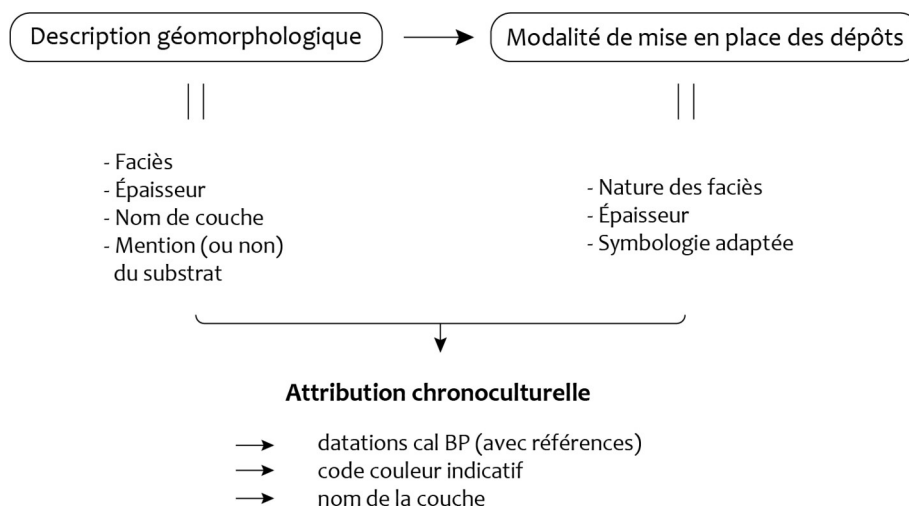 Description géomorphologique
Modalité de mise en place des dépôts
- Faciès
- Épaisseur
- Nom de couche
- Mention (ou non)
du substrat
- Nature des faciès
- Épaisseur
- Symbologie adaptée
Attribution chronoculturelle
datations cal BP (avec références)
code couleur indicatif
nom de la couche